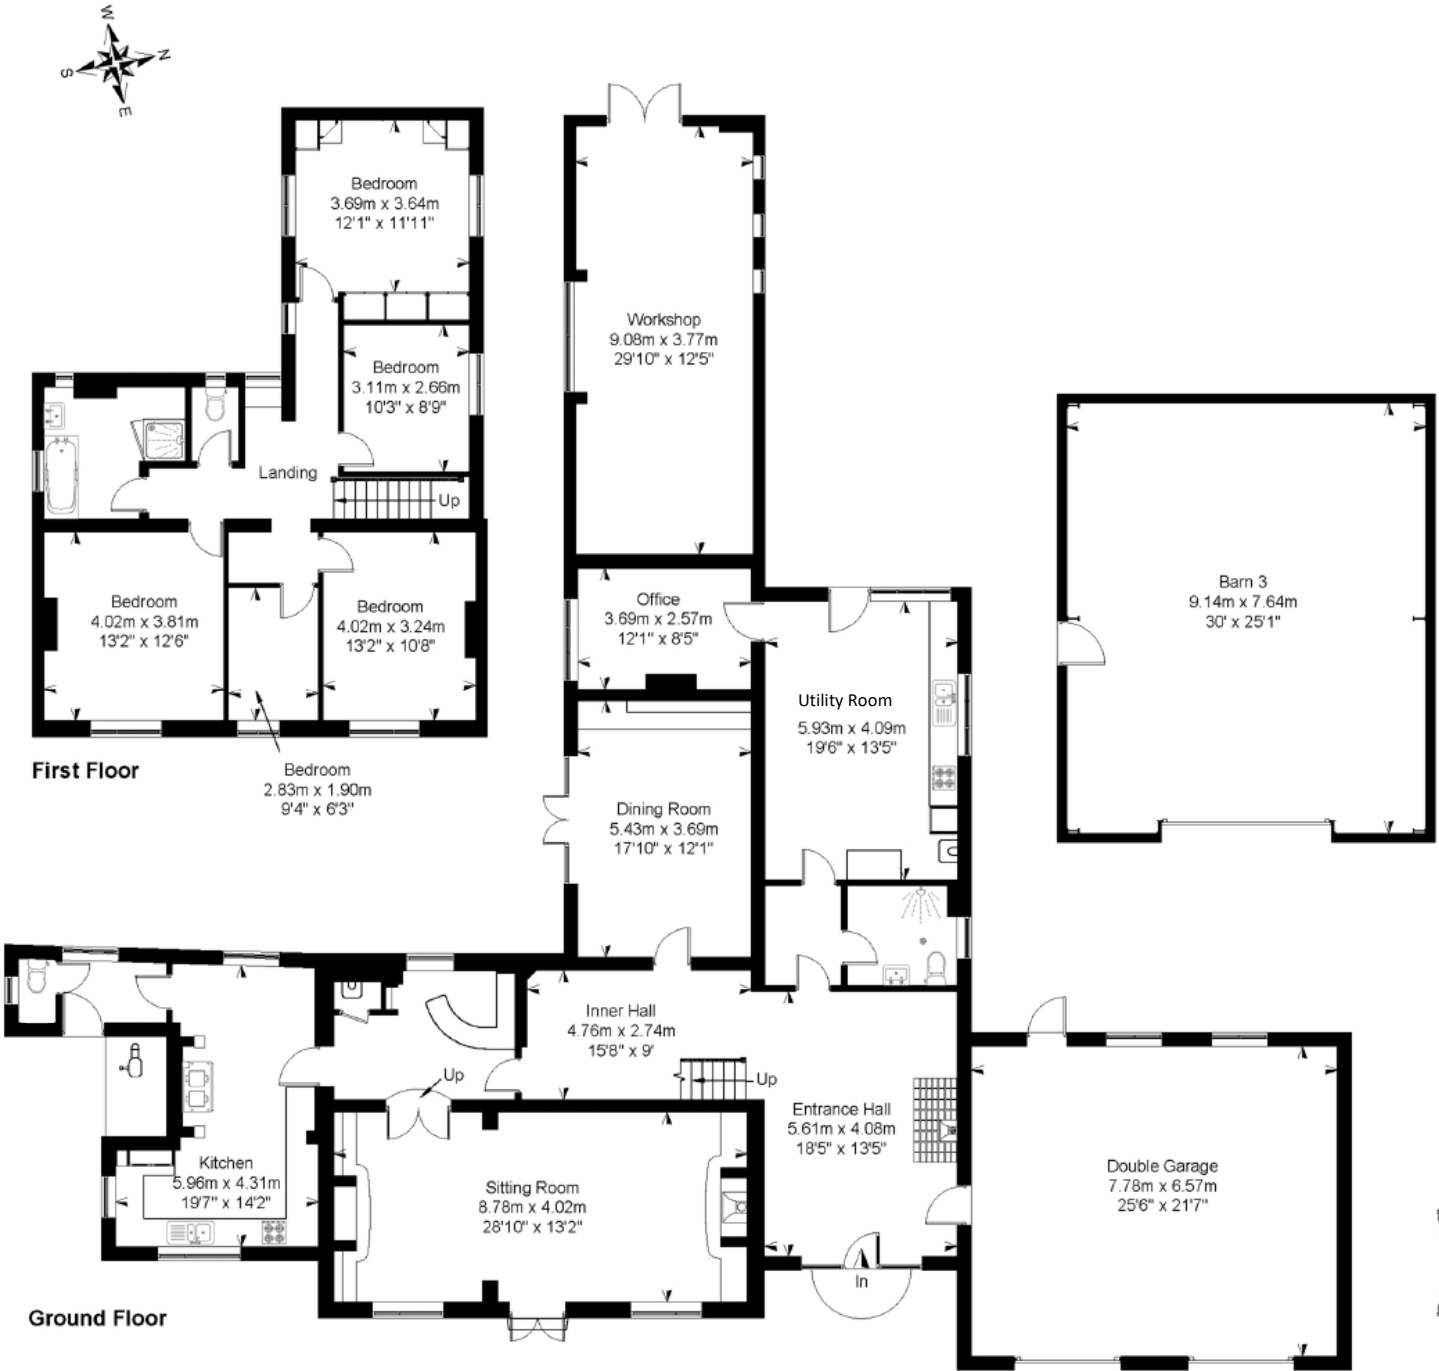 W
N
S
E
Bedroom
3.69m x 3.64m
12'1" x 11'11"
Bedroom
3.11m x 2.66m
10'3" x 8'9"
Landing
Up
Bedroom
4.02m x 3.81m
13'2" x 12'6"
Bedroom
4.02m x 3.24m
13'2" x 10'8"
Bedroom
2.83m x 1.90m
9'4" x 6'3"
First Floor
Workshop
9.08m x 3.77m
29'10" x 12'5"
Office
3.69m x 2.57m
12'1" x 8'5"
Utility Room
5.93m x 4.09m
19'6" x 13'5"
Dining Room
5.43m x 3.69m
17'10" x 12'1"
Barn 3
9.14m x 7.64m
30' x 25'1"
Inner Hall
4.76m x 2.74m
15'8" x 9'
Up
Up
Entrance Hall
5.61m x 4.08m
18'5" x 13'5"
Kitchen
5.96m x 4.31m
19'7" x 14'2"
Sitting Room
8.78m x 4.02m
28'10" x 13'2"
Double Garage
7.78m x 6.57m
25'6" x 21'7"
In
Ground Floor